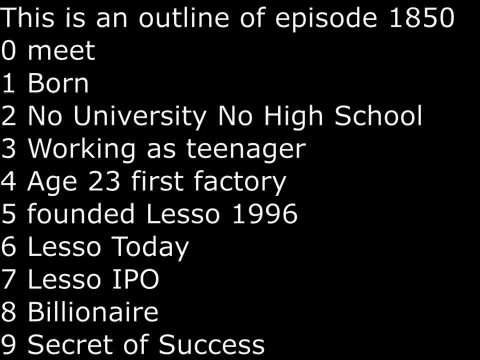 This is an outline of episode 1850
0 meet
1 Born
2 No University No High School
3 Working as teenager
4 Age 23 first factory
5 founded Lesso 1996
6 Lesso Today
7 Lesso IPO
8 Billionaire
9 Secret of Success